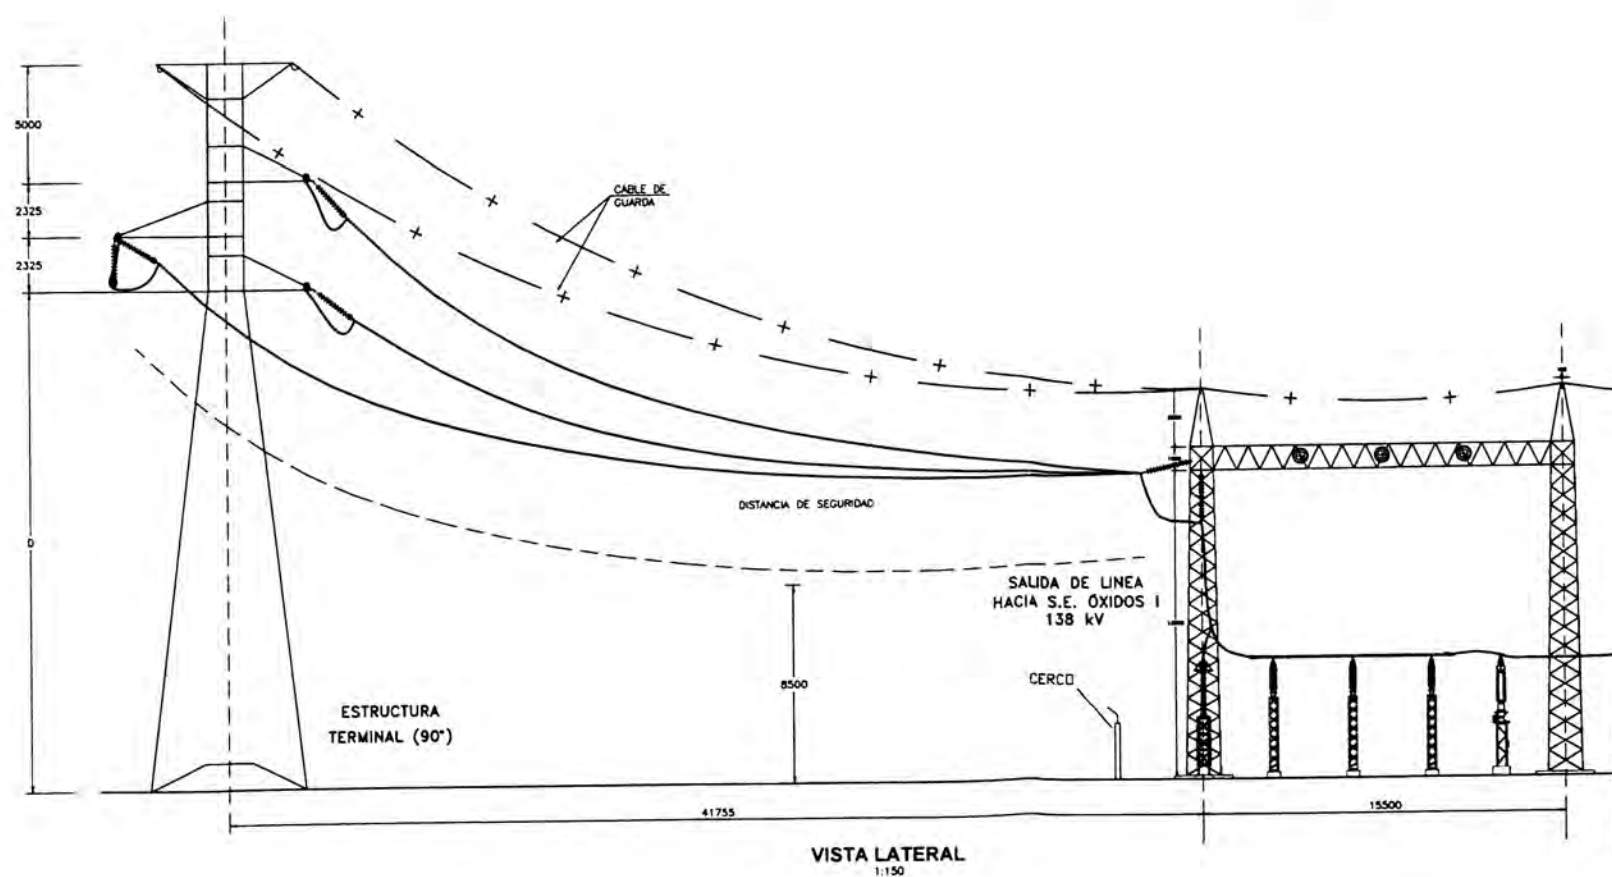 5000
2325
2325
D
CABLE DE
GUARDA
DISTANCIA DE SEGURIDAD
SALIDA DE LINEA
HACIA S.E. ÓXIDOS I
138 kV
8500
CERCO
ESTRUCTURA
TERMINAL (90°)
41755
15500
VISTA LATERAL
1:150